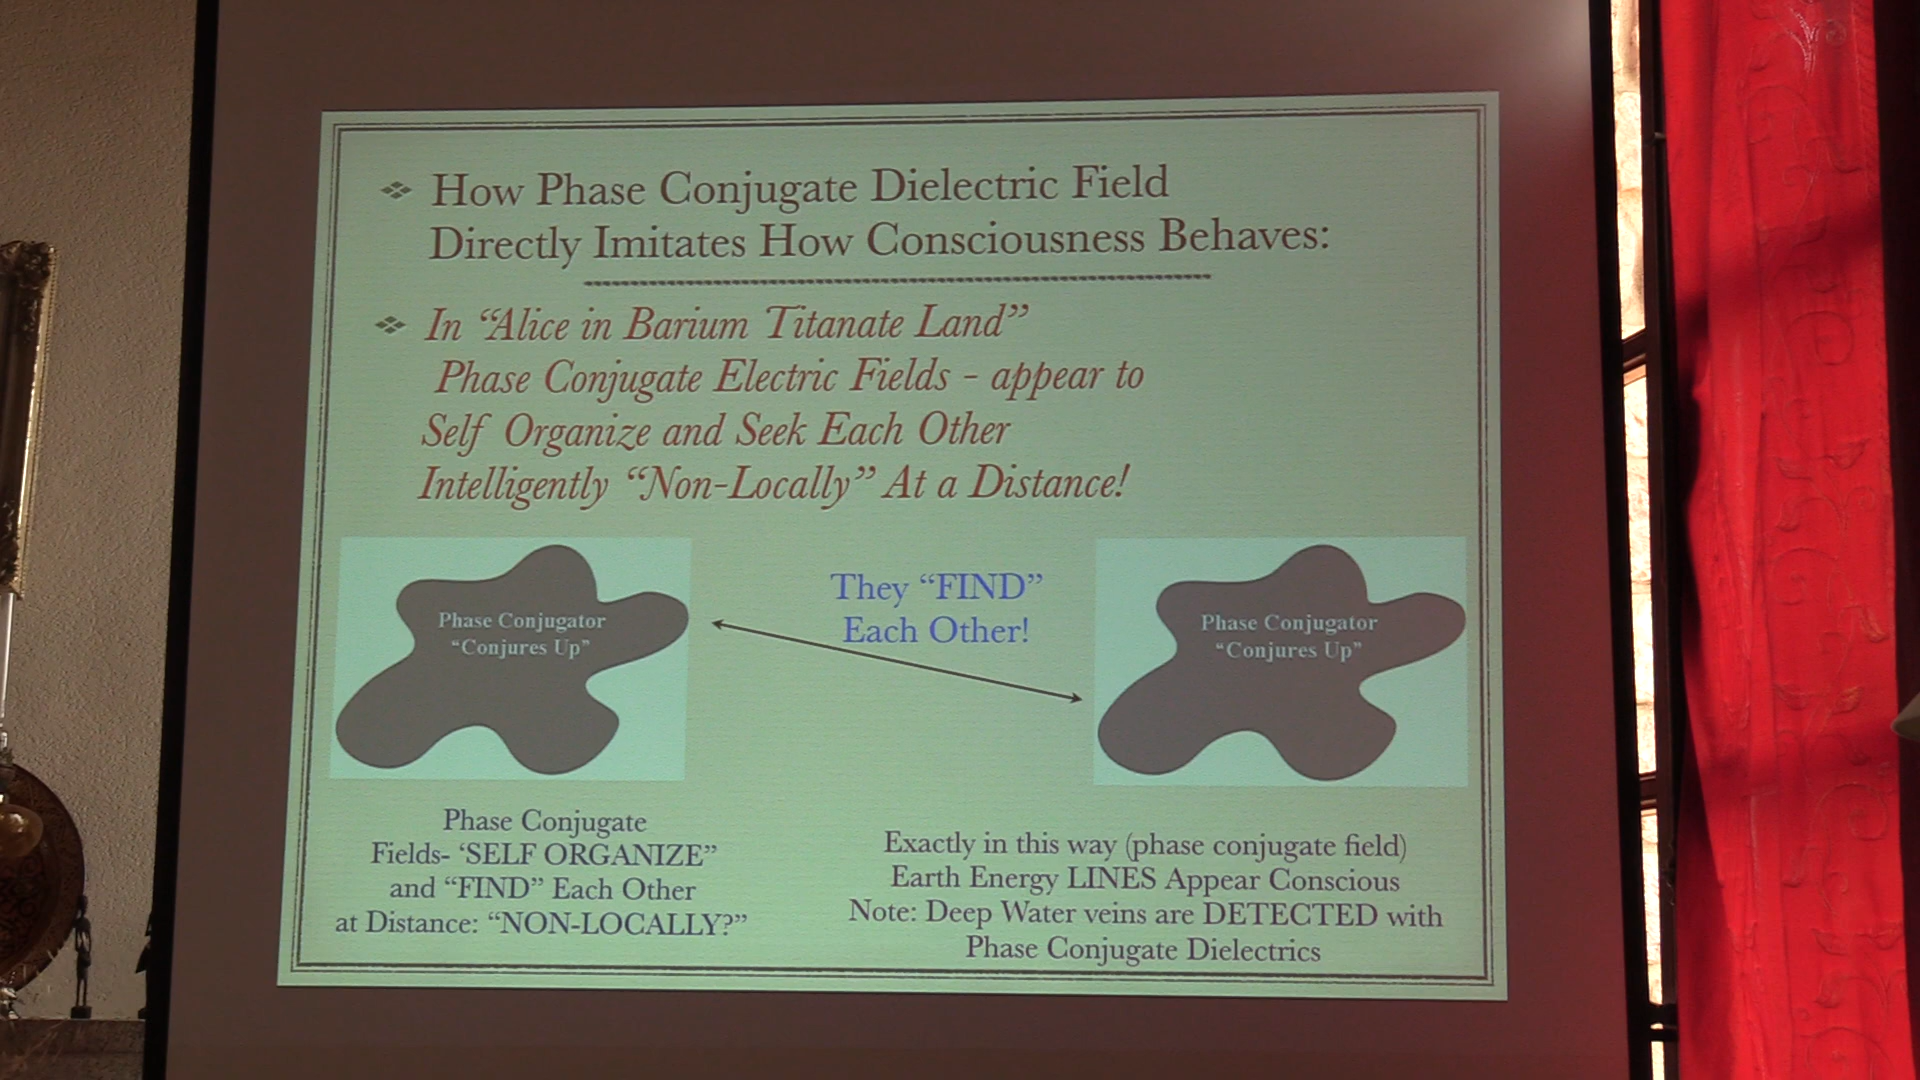 How Phase Conjugate Dielectric Field
Directly Imitates How Consciousness Behaves:
In “Alice in Barium Titanate Land”
Phase Conjugate Electric Fields - appear to
Self Organize and Seek Each Other
Intelligently “Non-Locally” At a Distance!
Phase Conjugator
“Conjures Up”
They “FIND”
Each Other!
Phase Conjugator
“Conjures Up”
Phase Conjugate
Fields- ‘SELF ORGANIZE”
and “FIND” Each Other
at Distance: “NON-LOCALLY?”
Exactly in this way (phase conjugate field)
Earth Energy LINES Appear Conscious
Note: Deep Water veins are DETECTED with
Phase Conjugate Dielectrics